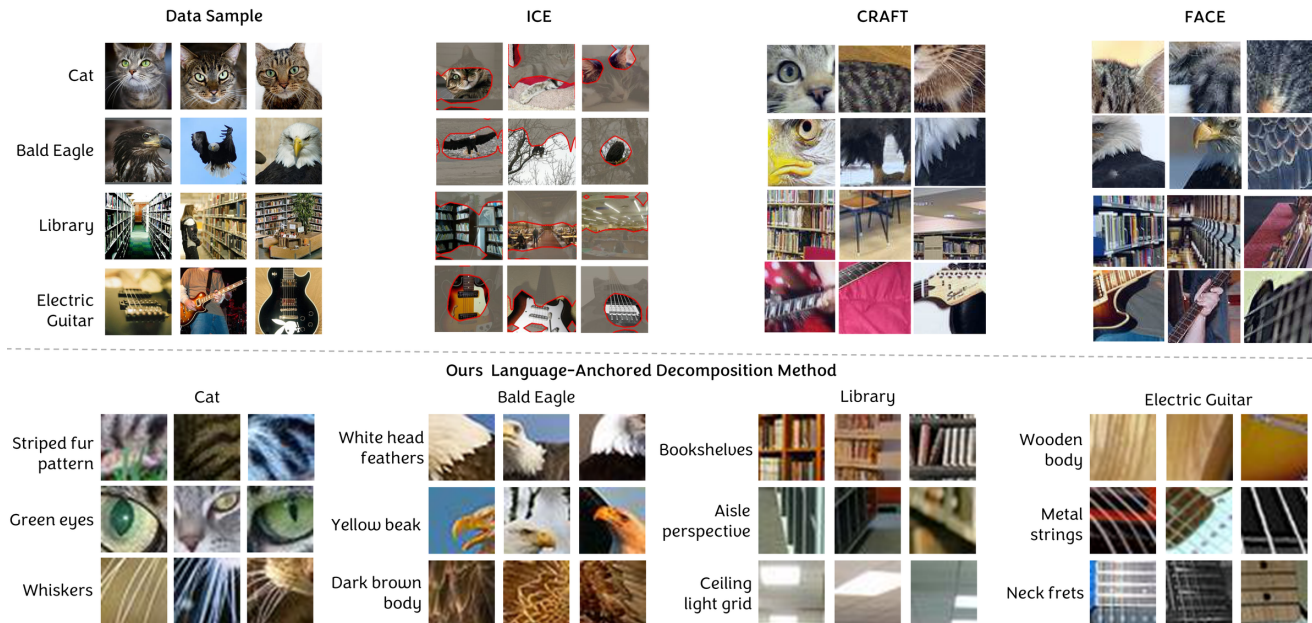 Data Sample
ICE
CRAFT
FACE
Cat
Bald Eagle
Library
Electric
Guitar
Ours Language-Anchored Decomposition Method
Cat
Striped fur
pattern
Green eyes
Whiskers
Bald Eagle
White head
feathers
Yellow beak
Dark brown
body
Library
Bookshelves
Aisle
perspective
Ceiling
light grid
Electric Guitar
Wooden
body
Metal
strings
Neck frets